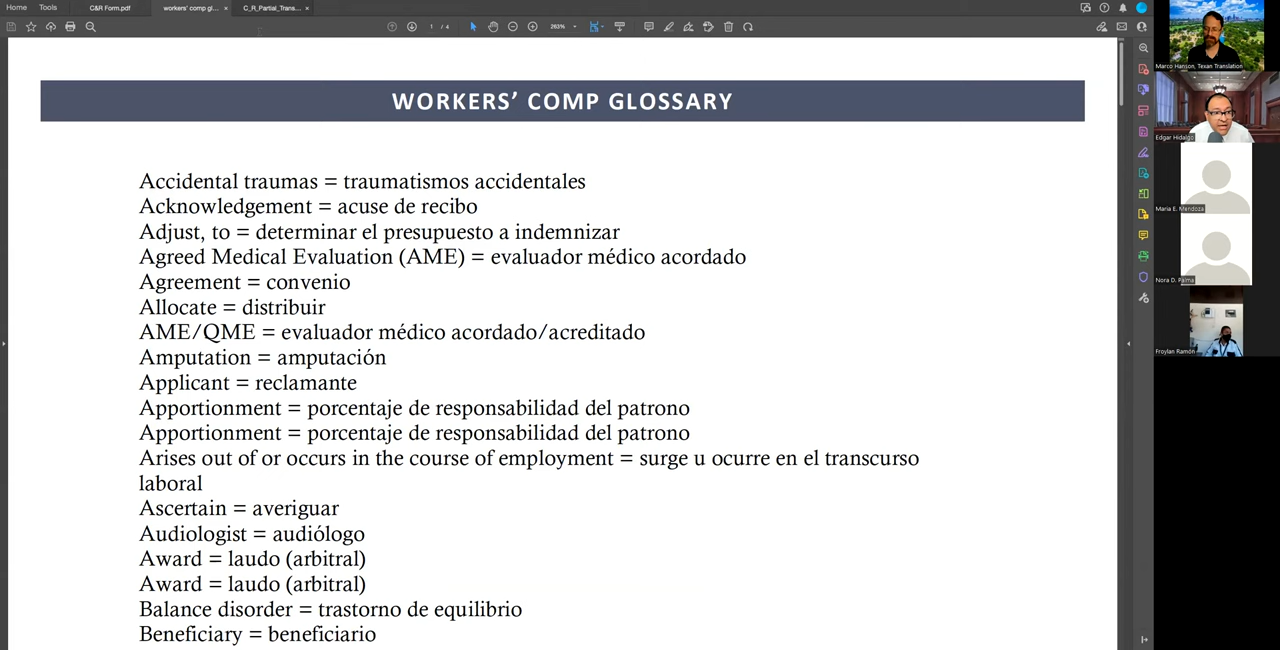 Home Tools C&R Form.pdf workers' comp gl... × C_R_Partial_Trans... ×
1 / 4 263%
WORKERS' COMP GLOSSARY
Accidental traumas = traumatismos accidentales
Acknowledgement = acuse de recibo
Adjust, to = determinar el presupuesto a indemnizar
Agreed Medical Evaluation (AME) = evaluador médico acordado
Agreement = convenio
Allocate = distribuir
AME/QME = evaluador médico acordado/acreditado
Amputation = amputación
Applicant = reclamante
Apportionment = porcentaje de responsabilidad del patrono
Apportionment = porcentaje de responsabilidad del patrono
Arises out of or occurs in the course of employment = surge u ocurre en el transcurso
laboral
Ascertain = averiguar
Audiologist = audiólogo
Award = laudo (arbitral)
Award = laudo (arbitral)
Balance disorder = trastorno de equilibrio
Beneficiary = beneficiario
Marco Hanson, Texan Translation
Edgar Hidalgo
Maria E. Mendoza
Nora D. Palma
Froylan Ramón